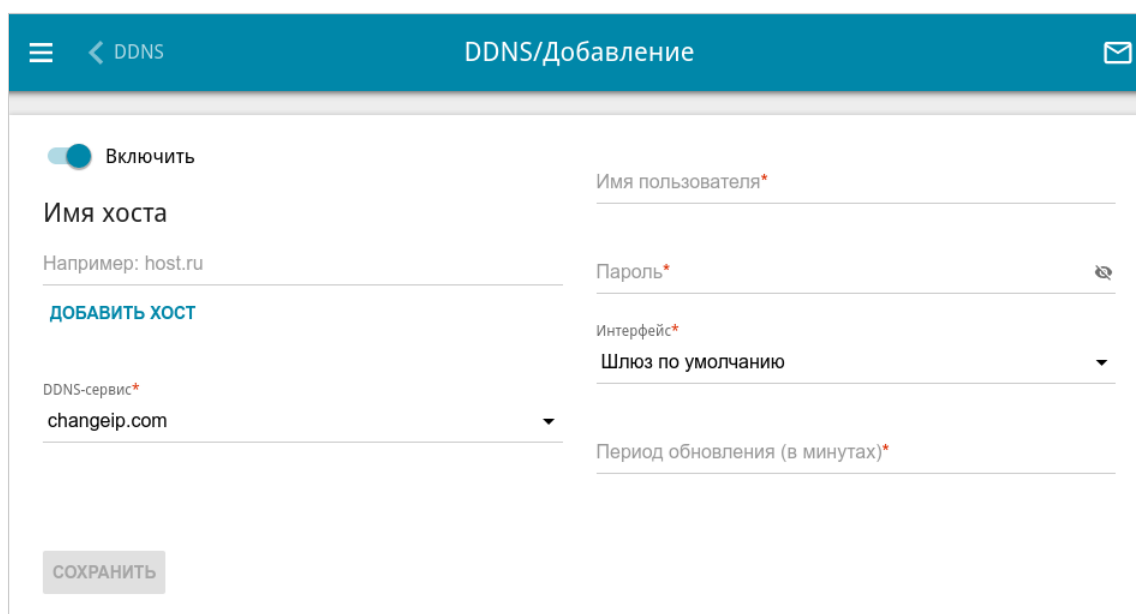 DDNS
DDNS/Добавление
Включить
Имя хоста
Например: host.ru
ДОБАВИТЬ ХОСТ
DDNS-сервис*
changeip.com
СОХРАНИТЬ
Имя пользователя*
Пароль*
Интерфейс*
Шлюз по умолчанию
Период обновления (в минутах)*